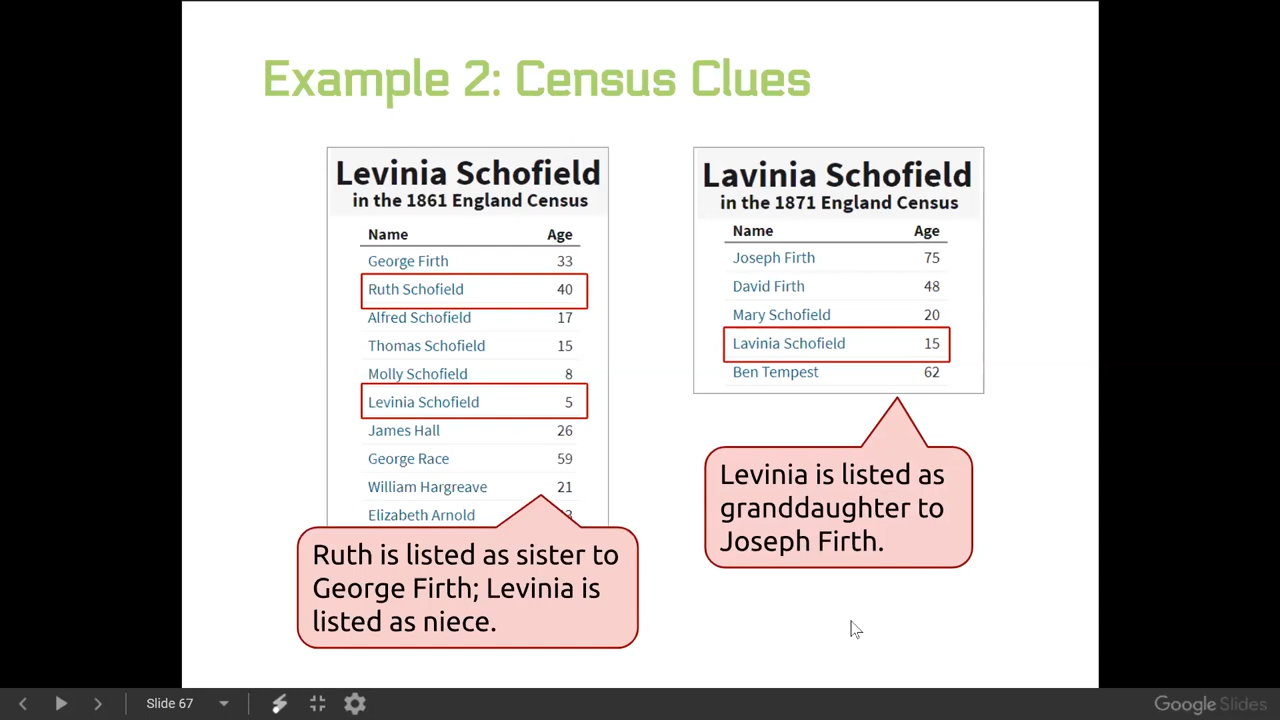 Example 2: Census Clues
Levinia Schofield
in the 1861 England Census
Name Age
George Firth 33
Ruth Schofield 40
Alfred Schofield 17
Thomas Schofield 15
Molly Schofield 8
Levinia Schofield 5
James Hall 26
George Race 59
William Hargreave 21
Elizabeth Arnold
Ruth is listed as sister to
George Firth; Levinia is
listed as niece.
Lavinia Schofield
in the 1871 England Census
Name Age
Joseph Firth 75
David Firth 48
Mary Schofield 20
Lavinia Schofield 15
Ben Tempest 62
Levinia is listed as
granddaughter to
Joseph Firth.
Slide 67
Google Slides